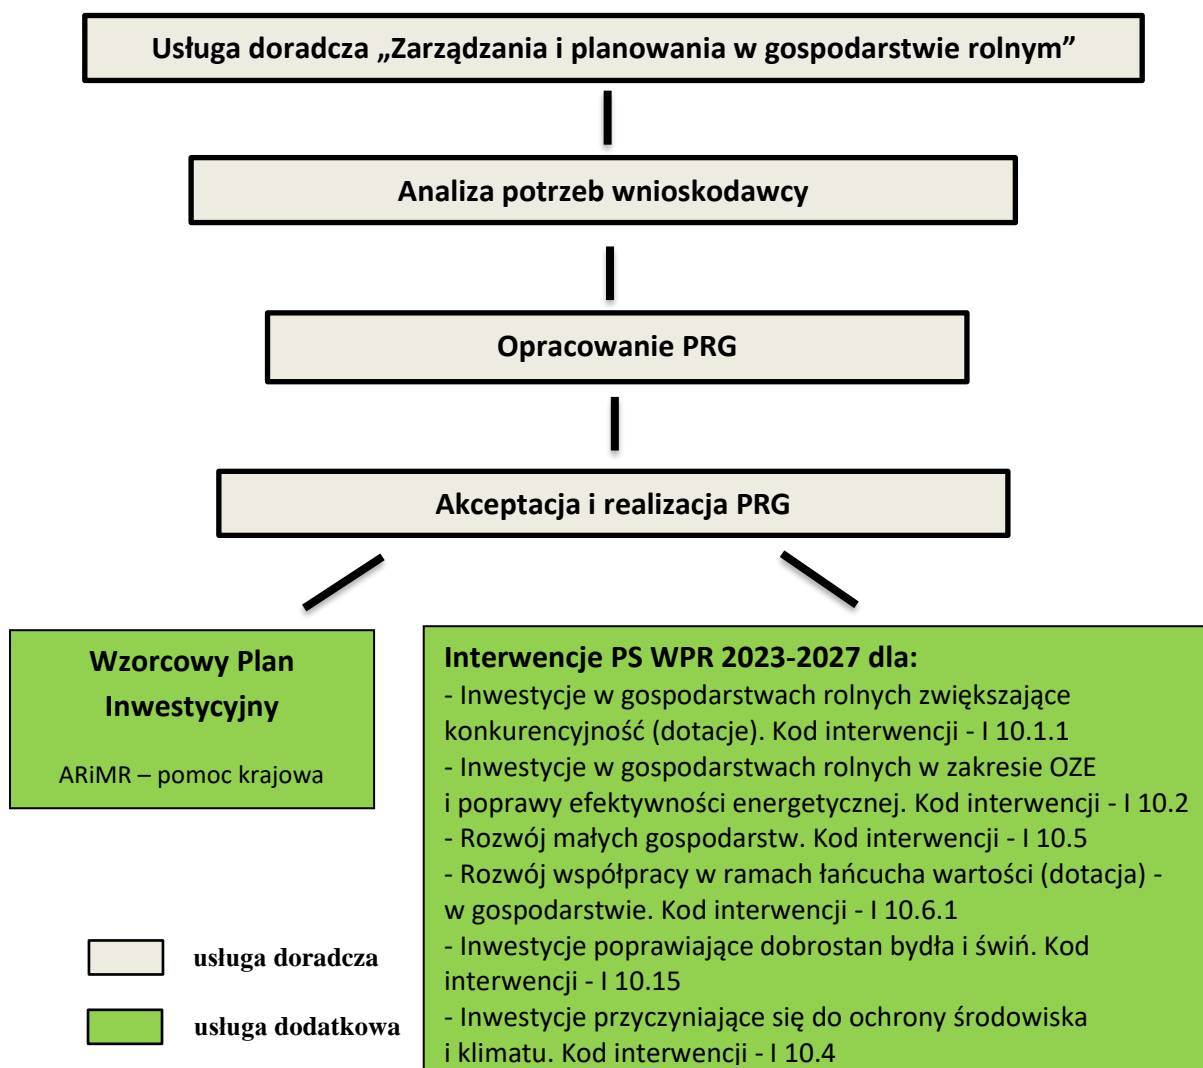 Usługa doradcza „Zarządzania i planowania w gospodarstwie rolnym”
Analiza potrzeb wnioskodawcy
Opracowanie PRG
Akceptacja i realizacja PRG
Wzorcowy Plan
Inwestycyjny
ARiMR – pomoc krajowa
Interwencje PS WPR 2023-2027 dla:
- Inwestycje w gospodarstwach rolnych zwiększające
konkurencyjność (dotacje). Kod interwencji - I 10.1.1
- Inwestycje w gospodarstwach rolnych w zakresie OZE
i poprawy efektywności energetycznej. Kod interwencji - I 10.2
- Rozwój małych gospodarstw. Kod interwencji - I 10.5
- Rozwój współpracy w ramach łańcucha wartości (dotacja) -
w gospodarstwie. Kod interwencji - I 10.6.1
- Inwestycje poprawiające dobrostan bydła i świń. Kod
interwencji - I 10.15
- Inwestycje przyczyniające się do ochrony środowiska
i klimatu. Kod interwencji - I 10.4
usługa doradcza
usługa dodatkowa